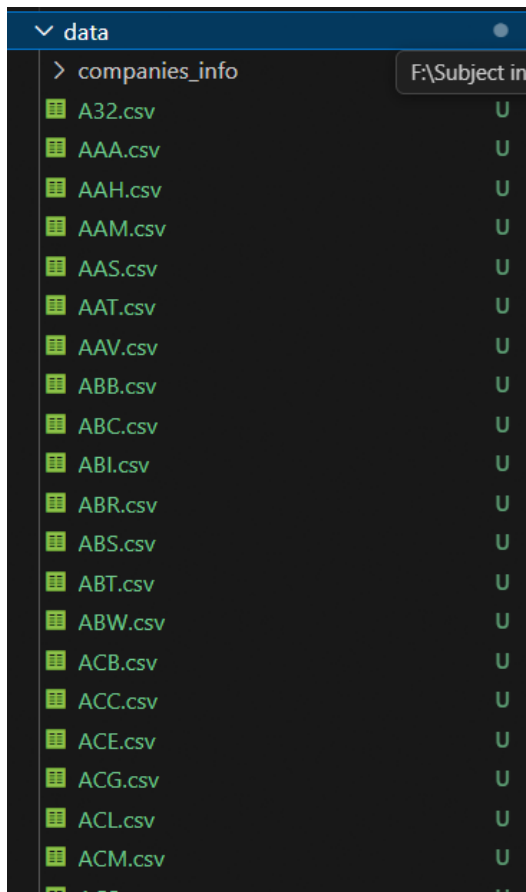 data
companies_info
F:\Subject in
A32.csv U
AAA.csv U
AAH.csv U
AAM.csv U
AAS.csv U
AAT.csv U
AAV.csv U
ABB.csv U
ABC.csv U
ABI.csv U
ABR.csv U
ABS.csv U
ABT.csv U
ABW.csv U
ACB.csv U
ACC.csv U
ACE.csv U
ACG.csv U
ACL.csv U
ACM.csv U